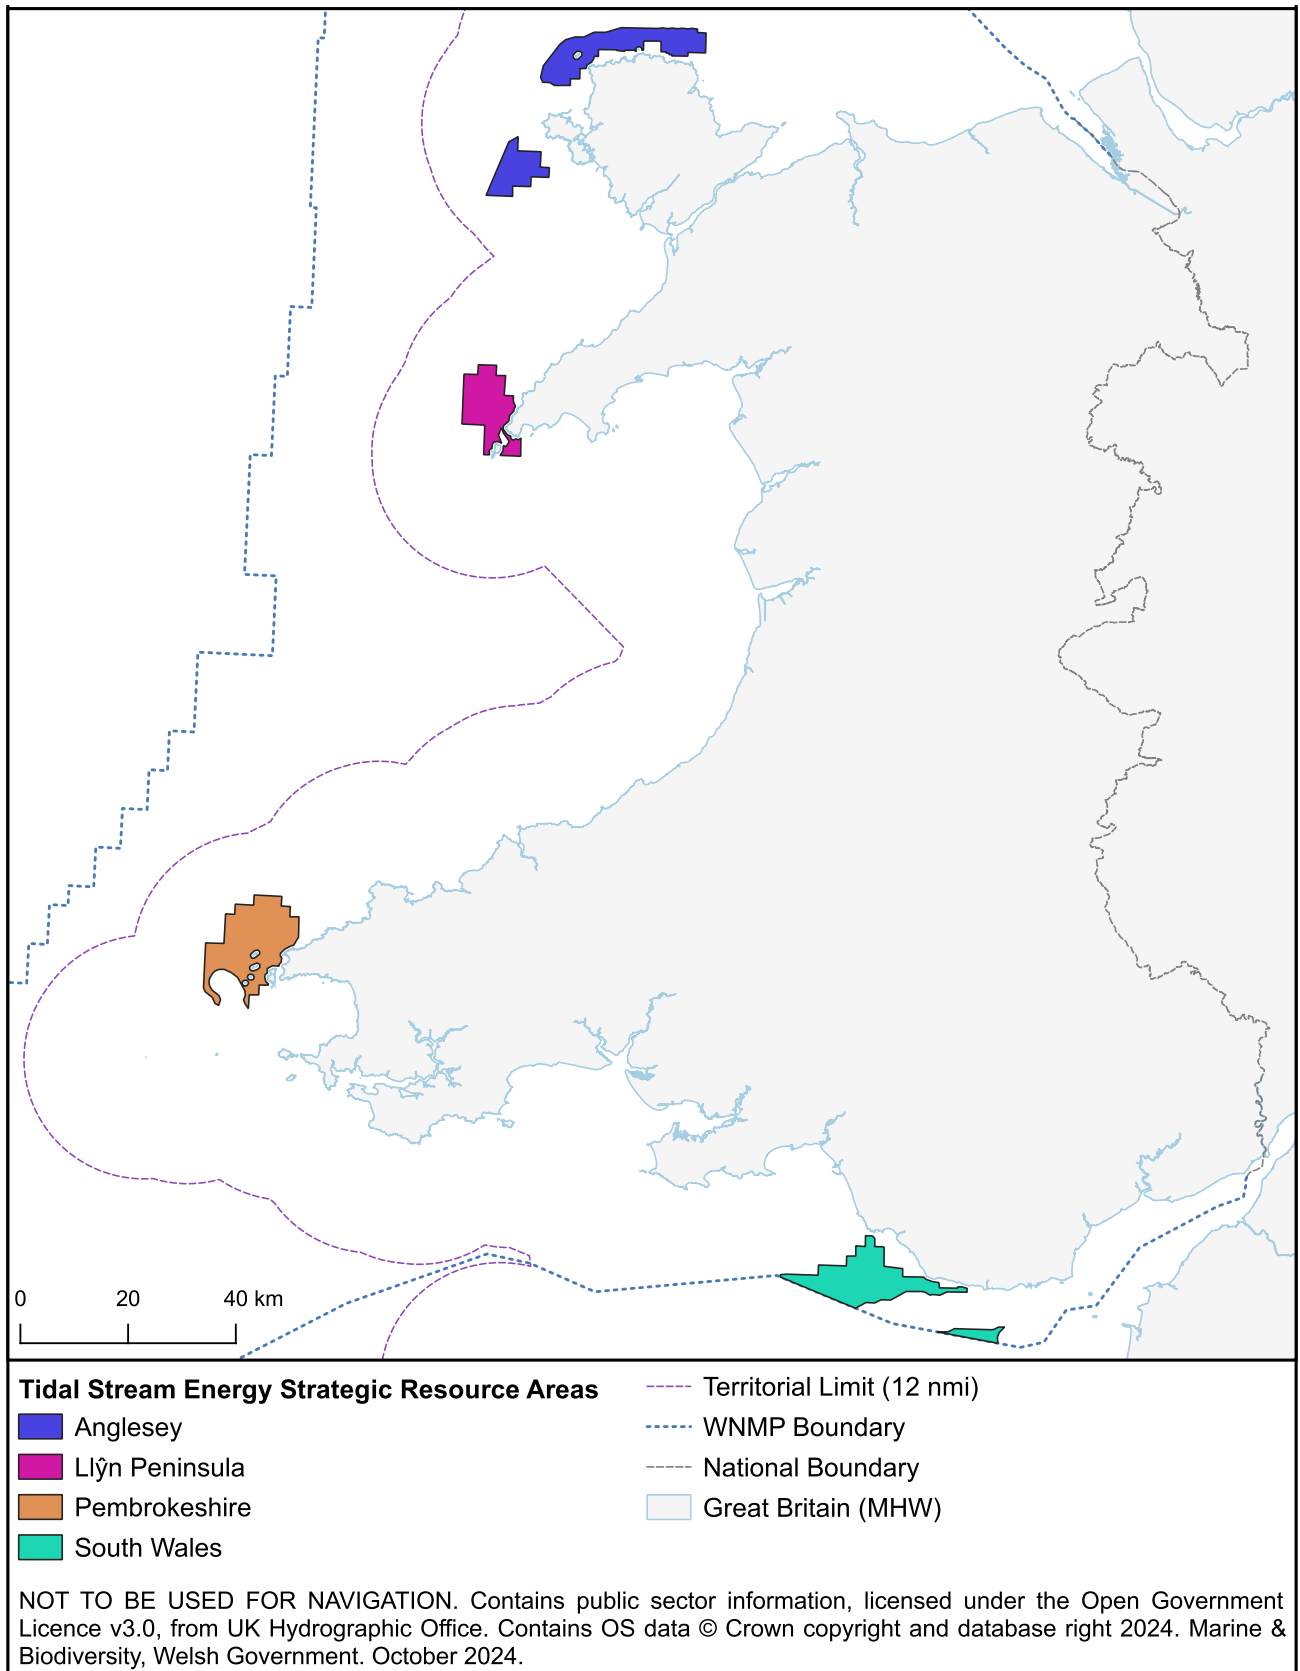 0 20 40 km
Tidal Stream Energy Strategic Resource Areas
Anglesey
Llŷn Peninsula
Pembrokeshire
South Wales
Territorial Limit (12 nmi)
WNMP Boundary
National Boundary
Great Britain (MHW)
NOT TO BE USED FOR NAVIGATION. Contains public sector information, licensed under the Open Government
Licence v3.0, from UK Hydrographic Office. Contains OS data © Crown copyright and database right 2024. Marine &
Biodiversity, Welsh Government. October 2024.